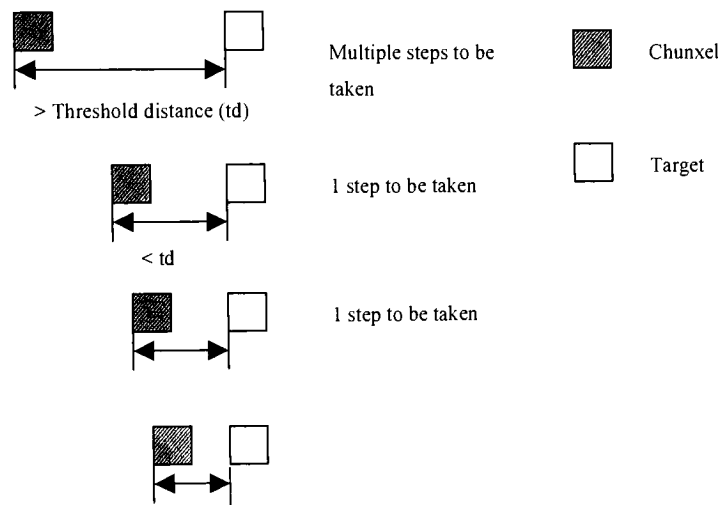 Multiple steps to be
taken
Chunxel
> Threshold distance (td)
Target
1 step to be taken
< td
1 step to be taken